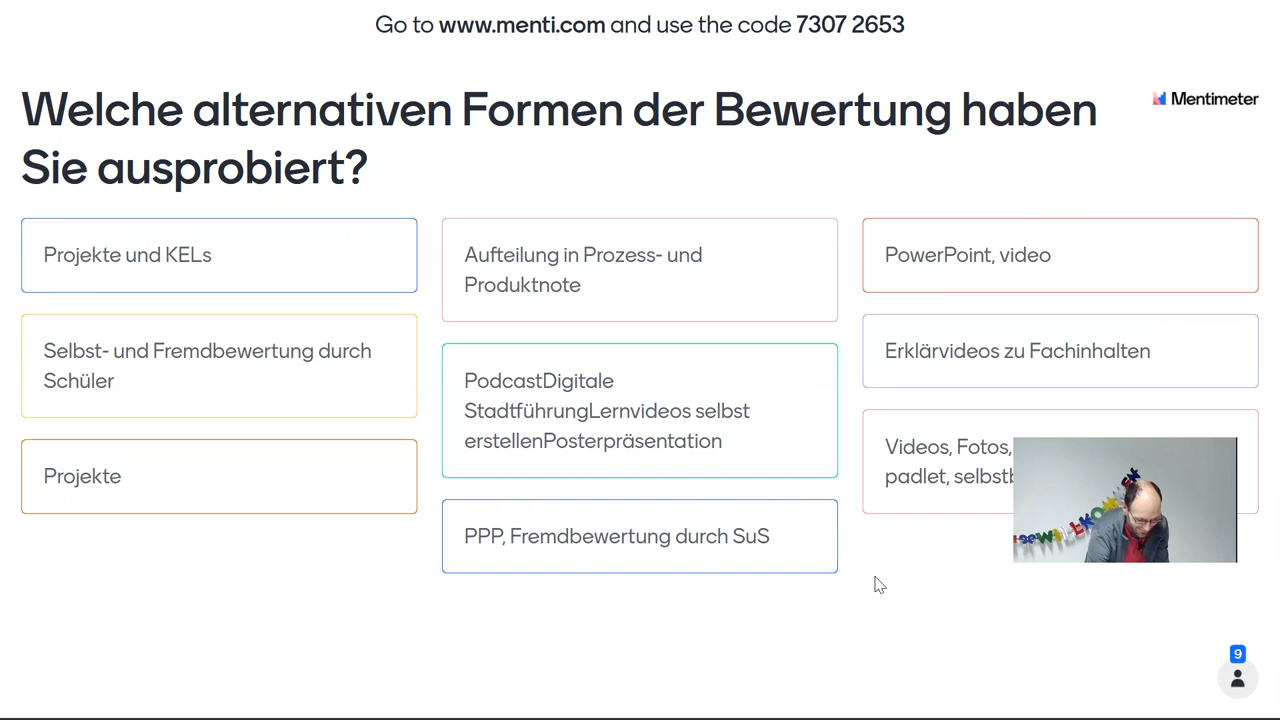 Go to www.menti.com and use the code 7307 2653
Welche alternativen Formen der Bewertung haben
Sie ausprobiert?
Mentimeter
Projekte und KELs
Selbst- und Fremdbewertung durch
Schüler
Projekte
Aufteilung in Prozess- und
Produktnote
PodcastDigitale
StadtführungLernvideos selbst
erstellenPosterpräsentation
PPP, Fremdbewertung durch SuS
PowerPoint, video
Erklärvideos zu Fachinhalten
Videos, Fotos,
padlet,
9